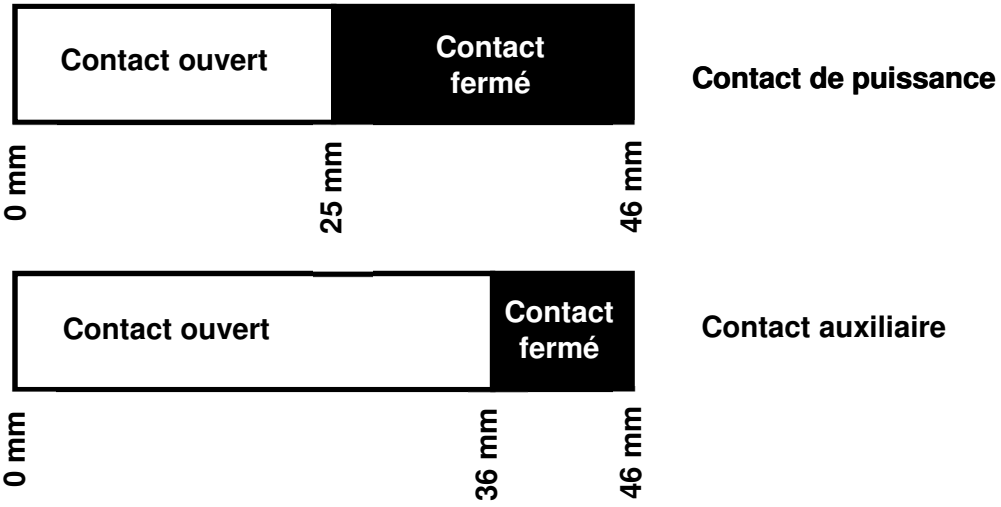 Contact ouvert
Contact
fermé
Contact de puissance
0 mm
25 mm
46 mm
Contact ouvert
Contact
fermé
Contact auxiliaire
0 mm
36 mm
46 mm